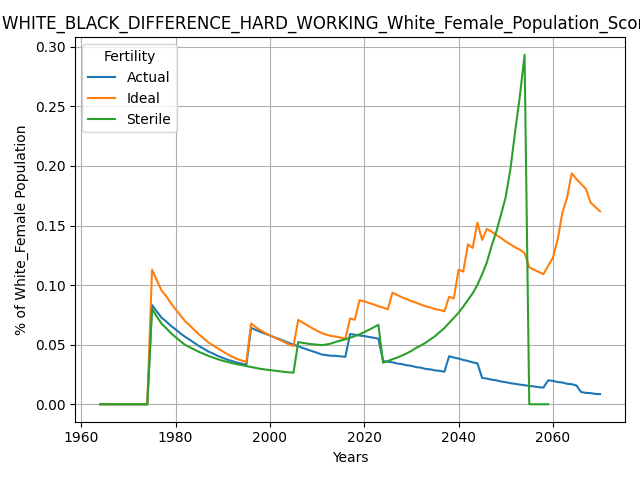 WHITE_BLACK_DIFFERENCE_HARD_WORKING_White_Female_Population_Scor
Fertility
Actual
Ideal
Sterile
% of White_Female Population
0.30
0.25
0.20
0.15
0.10
0.05
0.00
1960 1980 2000 2020 2040 2060
Years